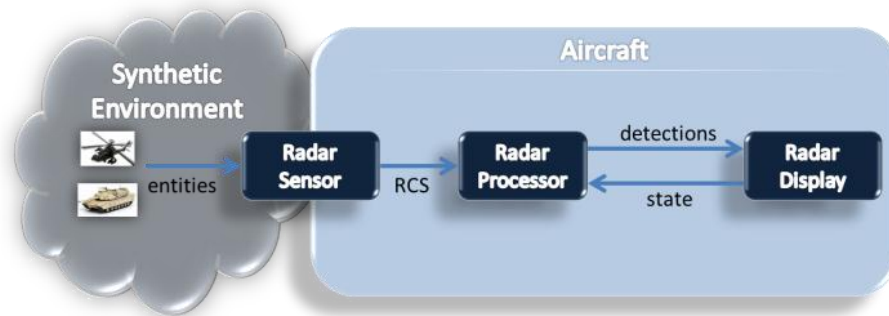 Aircraft
Synthetic
Environment
entities
Radar
Sensor
RCS
Radar
Processor
detections
state
Radar
Display